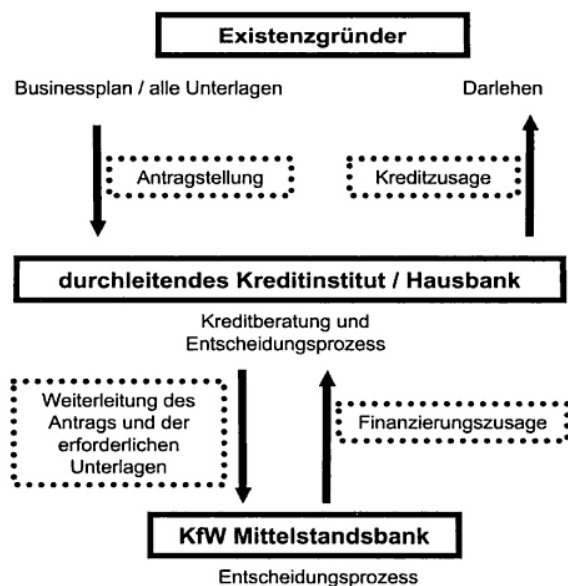 Existenzgründer
Businessplan / alle Unterlagen
Darlehen
Antragstellung
Kreditzusage
durchleitendes Kreditinstitut / Hausbank
Kreditberatung und
Entscheidungsprozess
Weiterleitung des
Antrags und der
erforderlichen
Unterlagen
Finanzierungszusage
KfW Mittelstandsbank
Entscheidungsprozess